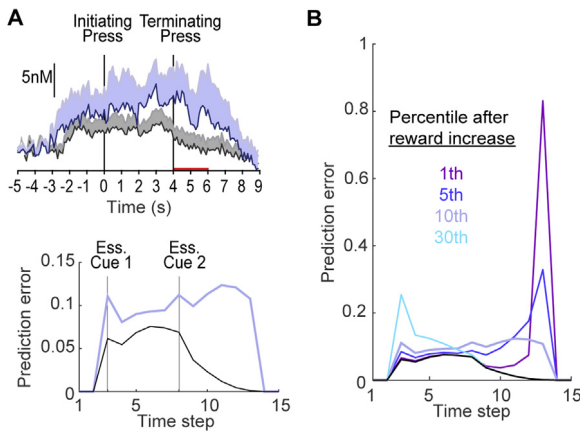 A
Initiating Press
Terminating Press
5nM
-5 -4 -3 -2 -1 0 1 2 3 4 5 6 7 8 9
Time (s)
Ess. Cue 1
Ess. Cue 2
Prediction error
0.15
0.1
0.05
0
1 5 10 15
Time step
B
Prediction error
1
0.8
0.6
0.4
0.2
0
Percentile after
reward increase
1th
5th
10th
30th
1 5 10 15
Time step